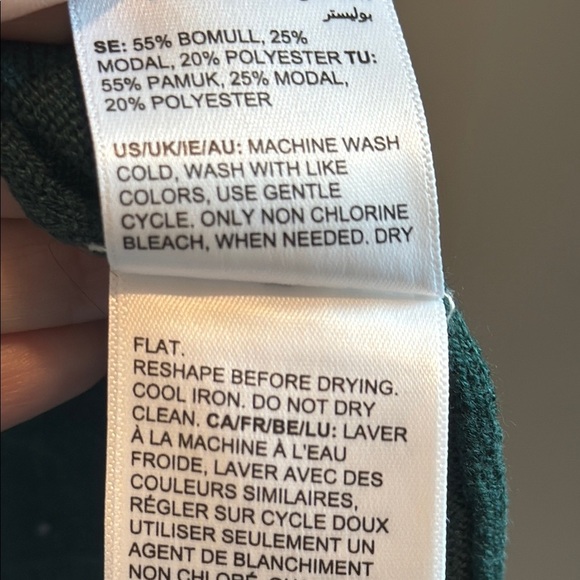 بوليستر
SE: 55% BOMULL, 25%
MODAL, 20% POLYESTER TU:
55% PAMUK, 25% MODAL,
20% POLYESTER
US/UK/IE/AU: MACHINE WASH
COLD, WASH WITH LIKE
COLORS, USE GENTLE
CYCLE. ONLY NON CHLORINE
BLEACH, WHEN NEEDED. DRY
FLAT.
RESHAPE BEFORE DRYING.
COOL IRON. DO NOT DRY
CLEAN. CA/FR/BE/LU: LAVER
À LA MACHINE À L'EAU
FROIDE, LAVER AVEC DES
COULEURS SIMILAIRES,
RÉGLER SUR CYCLE DOUX
UTILISER SEULEMENT UN
AGENT DE BLANCHIMENT
NON CHLORÉ